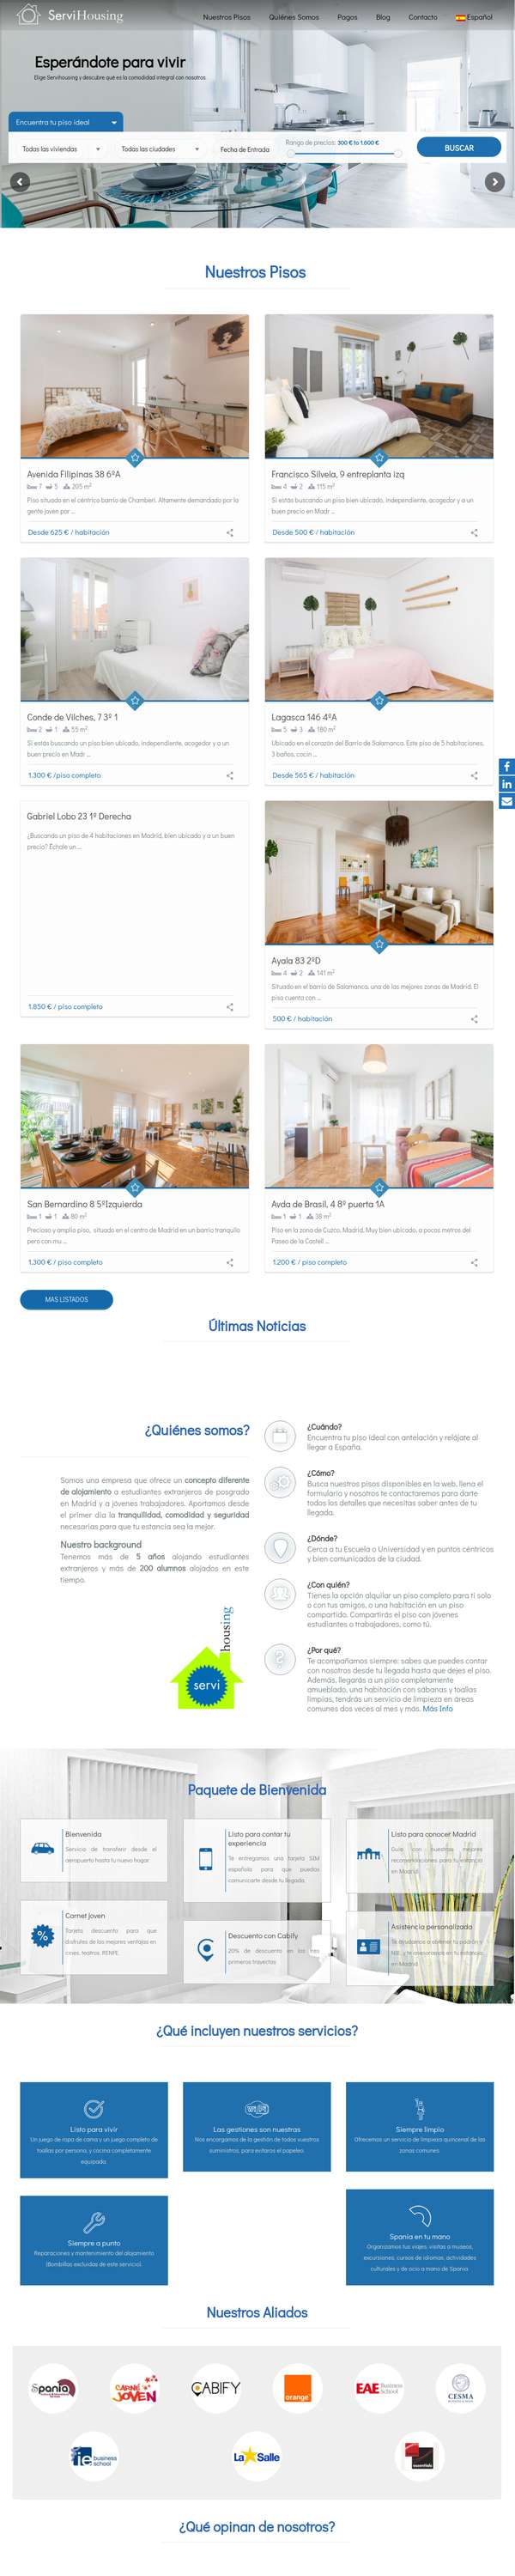 ServiHousing
Nuestros Pisos Quiénes Somos Pagos Blog Contacto Español
Esperándote para vivir
Elige Servihousing y descubre qué es la comodidad integral con nosotros
Encuentra tu piso ideal
Todas las viviendas Todas las ciudades Fecha de Entrada Rango de precios: 300 € to 1.600 € BUSCAR
Nuestros Pisos
Avenida Filipinas 38 6ºA
7 5 205 m²
Piso situado en el céntrico barrio de Chamberí. Altamente demandado por la
gente joven por ...
Desde 625 € / habitación
Francisco Silvela, 9 entreplanta izq
4 2 115 m²
Si estás buscando un piso bien ubicado, independiente, acogedor y a un
buen precio en Madr ...
Desde 500 € / habitación
Conde de Vilches, 7 3º 1
2 1 55 m²
Si estás buscando un piso bien ubicado, independiente, acogedor y a un
buen precio en Madr ...
1.300 € /piso completo
Lagasca 146 4ºA
5 3 180 m²
Ubicado en el corazón del Barrio de Salamanca. Este piso de 5 habitaciones,
3 baños, cocin ...
Desde 565 € / habitación
Gabriel Lobo 23 1º Derecha
¿Buscando un piso de 4 habitaciones en Madrid, bien ubicado y a un buen
precio? Échale un ...
1.850 € / piso completo
Ayala 83 2ºD
4 2 141 m²
Situado en el barrio de Salamanca, una de las mejores zonas de Madrid. El
piso cuenta con ...
500 € / habitación
San Bernardino 8 5ºIzquierda
1 1 80 m²
Precioso y amplio piso, situado en el centro de Madrid en un barrio tranquilo
pero con mu ...
1.300 € / piso completo
Avda de Brasil, 4 8º puerta 1A
1 1 38 m²
Piso en la zona de Cuzco, Madrid. Muy bien ubicado, a pocos metros del
Paseo de la Castell ...
1.200 € / piso completo
MAS LISTADOS
Últimas Noticias
¿Quiénes somos?
Somos una empresa que ofrece un concepto diferente
de alojamiento a estudiantes extranjeros de posgrado
en Madrid y a jóvenes trabajadores. Aportamos desde
el primer día la tranquilidad, comodidad y seguridad
necesarias para que tu estancia sea la mejor.
Nuestro background
Tenemos más de 5 años alojando estudiantes
extranjeros y más de 200 alumnos alojados en este
tiempo.
servi
housing
¿Cuándo?
Encuentra tu piso ideal con antelación y relájate al
llegar a España.
¿Cómo?
Busca nuestros pisos disponibles en la web, llena el
formulario y nosotros te contactaremos para darte
todos los detalles que necesitas saber antes de tu
llegada.
¿Dónde?
Cerca a tu Escuela o Universidad y en puntos céntricos
y bien comunicados de la ciudad.
¿Con quién?
Tienes la opción alquilar un piso completo para ti solo
o con tus amigos, o una habitación en un piso
compartido. Compartirás el piso con jóvenes
estudiantes o trabajadores, como tú.
¿Por qué?
Te acompañamos siempre: sabes que puedes contar
con nosotros desde tu llegada hasta que dejes el piso.
Además, llegarás a un piso completamente
amueblado, una habitación con sábanas y toallas
limpias, tendrás un servicio de limpieza en áreas
comunes dos veces al mes y más. Más Info
Paquete de Bienvenida
Bienvenida
Servicio de transferir desde el
aeropuerto hasta tu nuevo hogar.
Listo para contar tu
experiencia
Te entregamos una tarjeta SIM
española para que puedas
comunicarte desde tu llegada.
Listo para conocer Madrid
Guía con nuestras mejores
recomendaciones para tu estancia
en Madrid
Carnet joven
Tarjeta descuento para que
disfrutes de las mejores ventajas en
cines, teatros, RENFE.
Descuento con Cabify
20% de descuento en los tres
primeros trayectos
Asistencia personalizada
Te ayudamos a obtener tu padrón y
NIE, y te asesoramos en tu estancia
en Madrid
¿Qué incluyen nuestros servicios?
Listo para vivir
Un juego de ropa de cama y un juego completo de
toallas por persona, y cocina completamente
equipada.
Las gestiones son nuestras
Nos encargamos de la gestión de todos vuestros
suministros, para evitaros el papeleo.
Siempre limpio
Ofrecemos un servicio de limpieza quincenal de las
zonas comunes.
Siempre a punto
Reparaciones y mantenimiento del alojamiento
(Bombillas excluidas de este servicio).
Spania en tu mano
Organizamos tus viajes, visitas a museos,
excursiones, cursos de idiomas, actividades
culturales y de ocio a mano de Spania
Nuestros Aliados
Spania
CARNÉ JOVEN
CABIFY
orange
EAE Business School
CESMA
ie business school
La Salle
¿Qué opinan de nosotros?